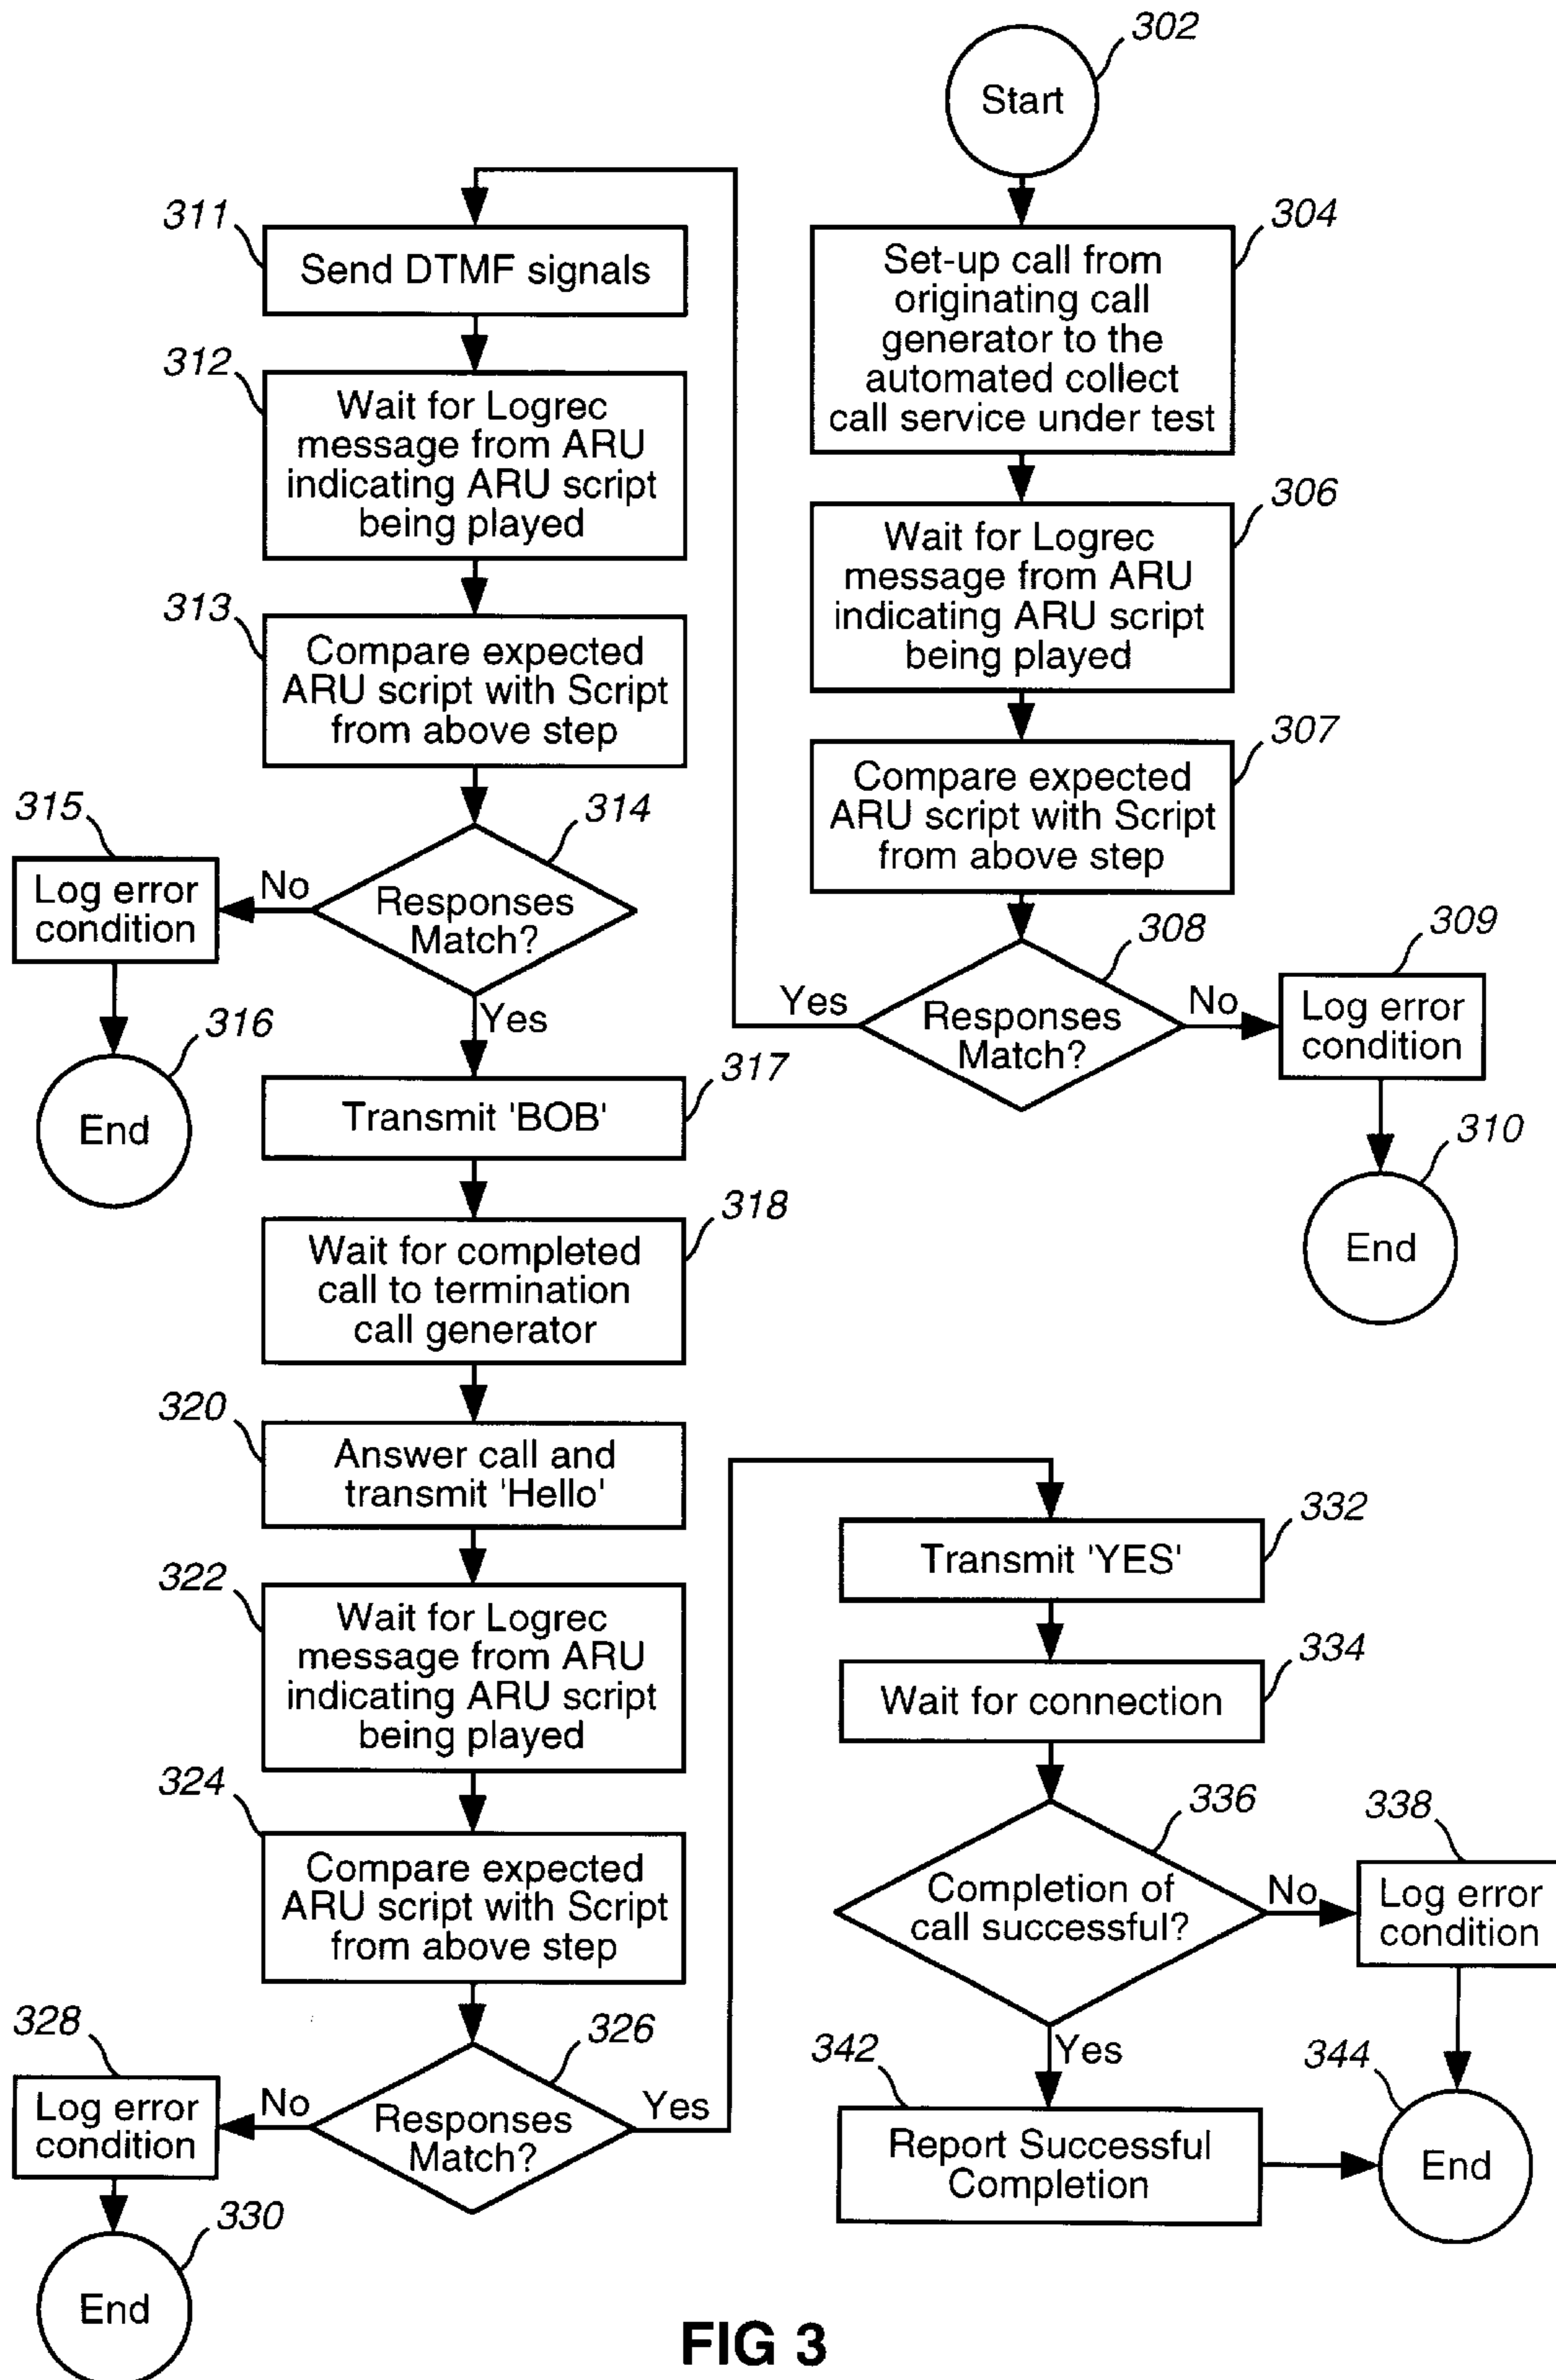 302
Start
304
Set-up call from
originating call
generator to the
automated collect
call service under test
306
Wait for Logrec
message from ARU
indicating ARU script
being played
307
Compare expected
ARU script with Script
from above step
308
Responses
Match?
No
309
Log error
condition
310
End
Yes
311
Send DTMF signals
312
Wait for Logrec
message from ARU
indicating ARU script
being played
313
Compare expected
ARU script with Script
from above step
314
Responses
Match?
No
315
Log error
condition
316
End
Yes
317
Transmit 'BOB'
318
Wait for completed
call to termination
call generator
320
Answer call and
transmit 'Hello'
322
Wait for Logrec
message from ARU
indicating ARU script
being played
324
Compare expected
ARU script with Script
from above step
326
Responses
Match?
No
328
Log error
condition
330
End
Yes
332
Transmit 'YES'
334
Wait for connection
336
Completion of
call successful?
No
338
Log error
condition
Yes
342
Report Successful
Completion
344
End
FIG 3